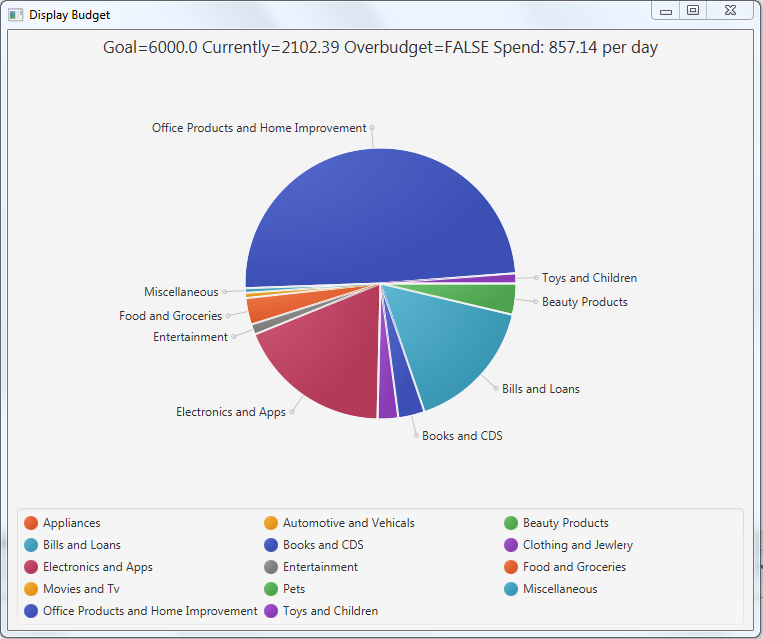 Display Budget
Goal=6000.0 Currently=2102.39 Overbudget=FALSE Spend: 857.14 per day
Office Products and Home Improvement
Toys and Children
Miscellaneous
Beauty Products
Food and Groceries
Entertainment
Bills and Loans
Electronics and Apps
Books and CDS
Appliances Automotive and Vehicals Beauty Products
Bills and Loans Books and CDS Clothing and Jewlery
Electronics and Apps Entertainment Food and Groceries
Movies and Tv Pets Miscellaneous
Office Products and Home Improvement Toys and Children